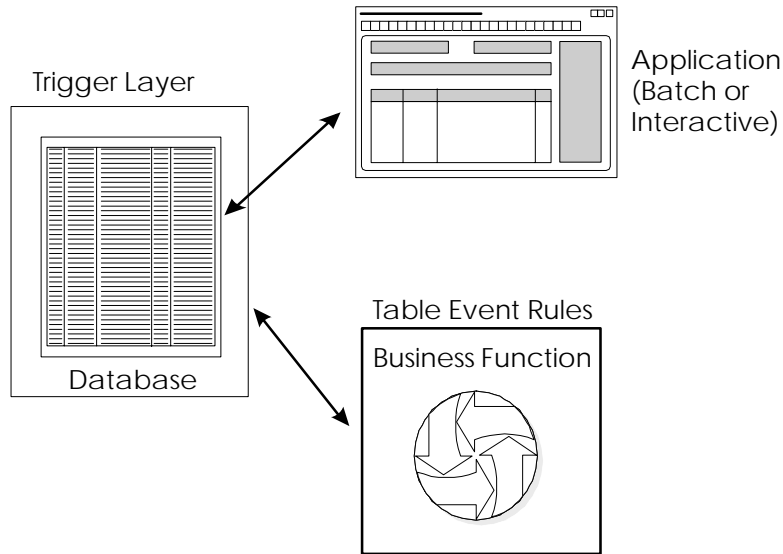 Trigger Layer
Database
Application
(Batch or
Interactive)
Table Event Rules
Business Function